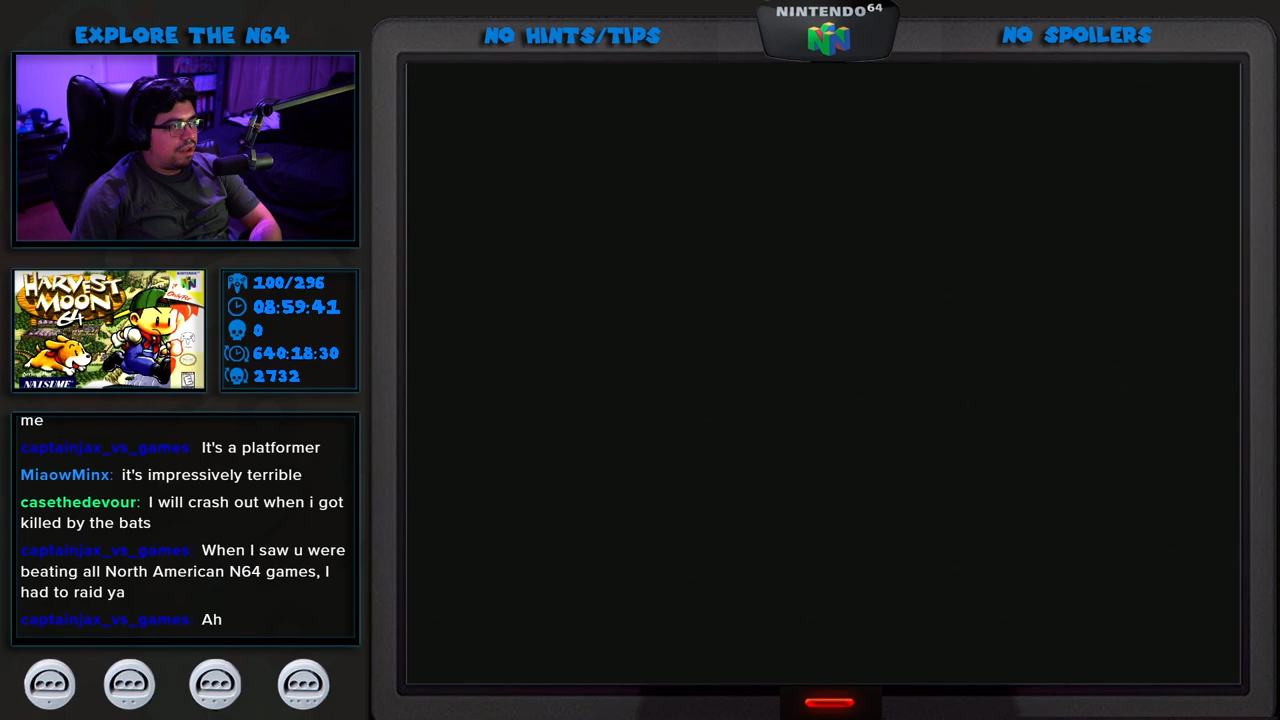 EXPLORE THE N64
NO HINTS/TIPS
NINTENDO64
NO SPOILERS
HARVEST
MOON
64
NINTENDO64
Only For
NATSUME
100/296
08:59:41
0
640:18:30
2732
me
captainjax_vs_games: It's a platformer
MiaowMinx: it's impressively terrible
casethedevour: I will crash out when i got
killed by the bats
captainjax_vs_games: When I saw u were
beating all North American N64 games, I
had to raid ya
captainjax_vs_games: Ah